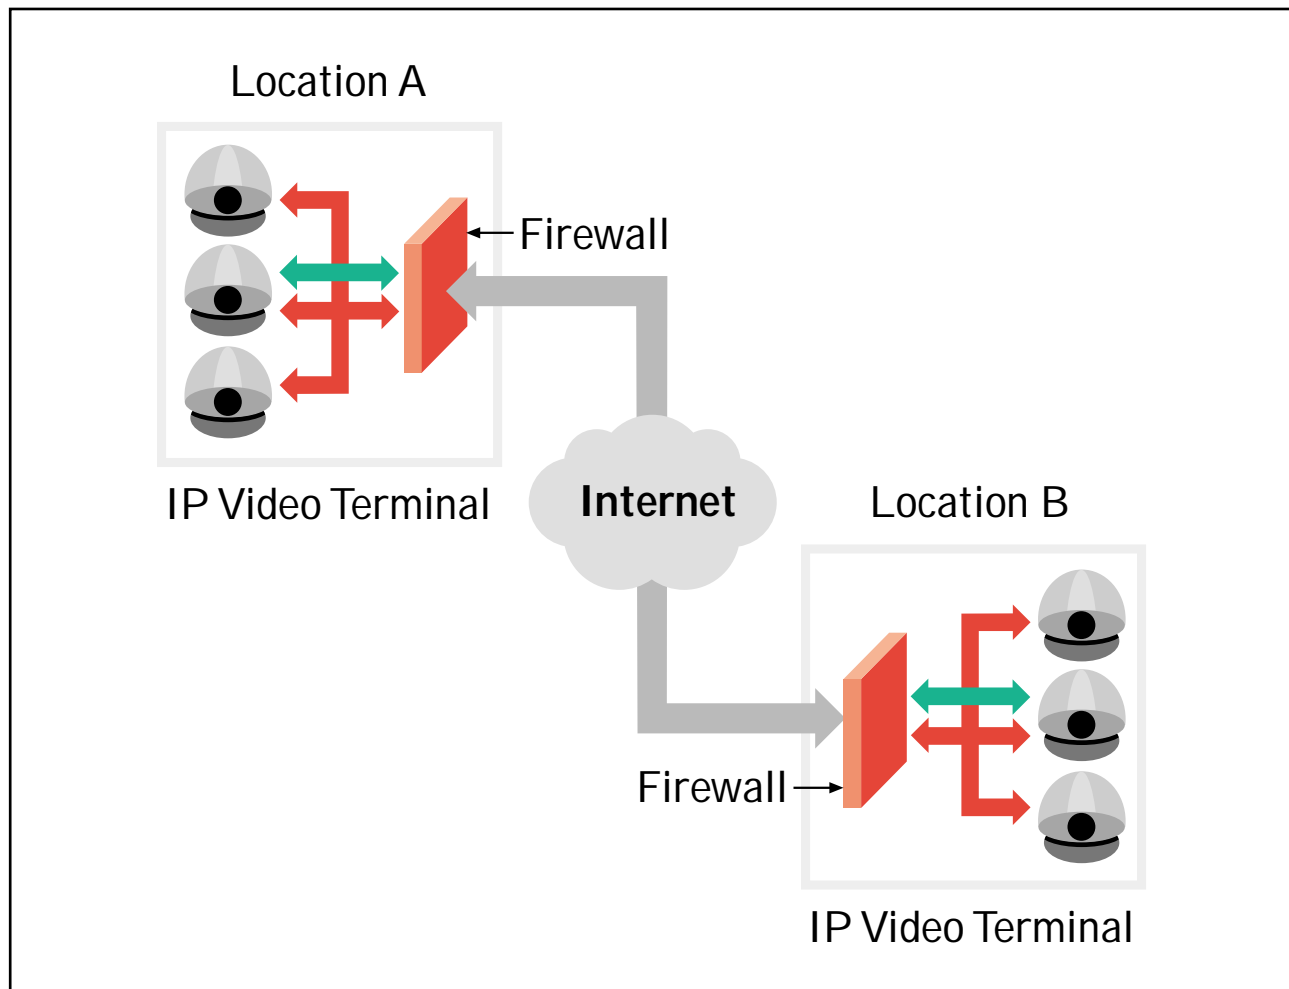 Location A
Firewall
IP Video Terminal
Internet
Location B
Firewall
IP Video Terminal